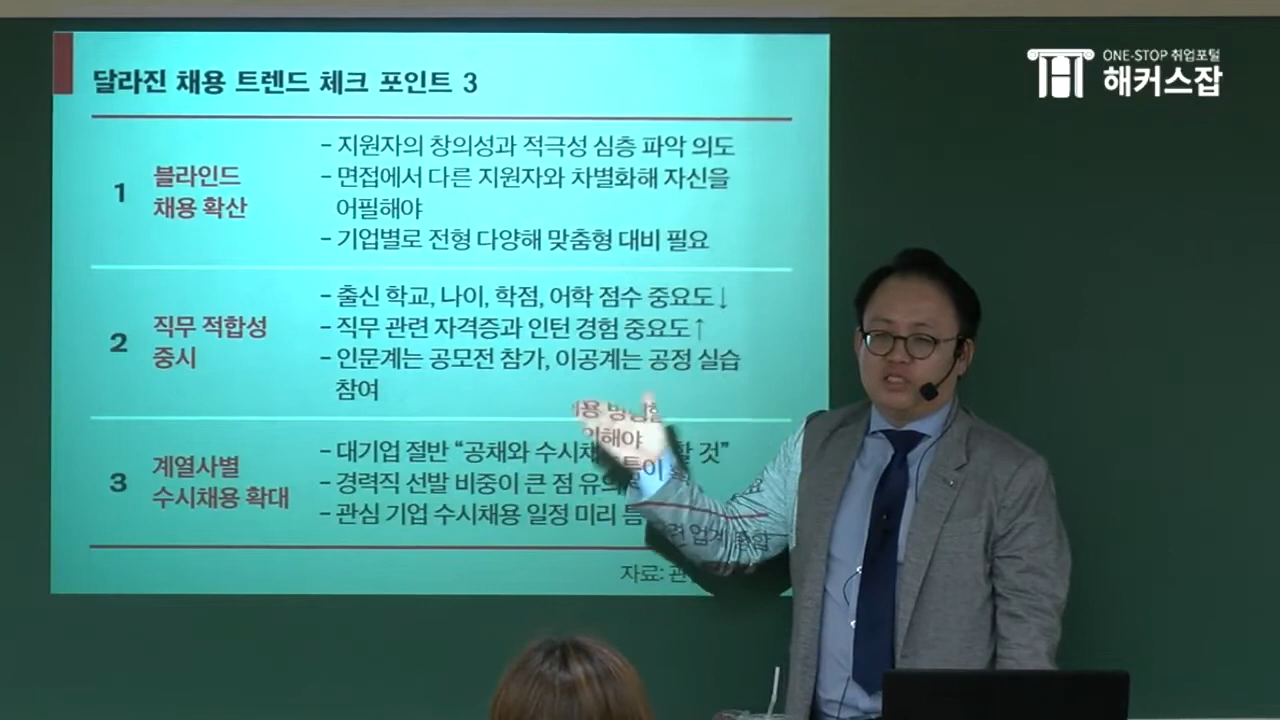 ONE-STOP 취업포털
해커스잡
달라진 채용 트렌드 체크 포인트 3
1
블라인드
채용 확산
- 지원자의 창의성과 적극성 심층 파악 의도
- 면접에서 다른 지원자와 차별화해 자신을
어필해야
- 기업별로 전형 다양해 맞춤형 대비 필요
2
직무 적합성
중시
- 출신 학교, 나이, 학점, 어학 점수 중요도↓
- 직무 관련 자격증과 인턴 경험 중요도↑
- 인문계는 공모전 참가, 이공계는 공정 실습
참여
3
계열사별
수시채용 확대
- 대기업 절반 “공채와 수시채 할 것”
- 경력직 선발 비중이 큰 점 유의
- 관심 기업 수시채용 일정 미리 틈
자료: 관련 업계 종합